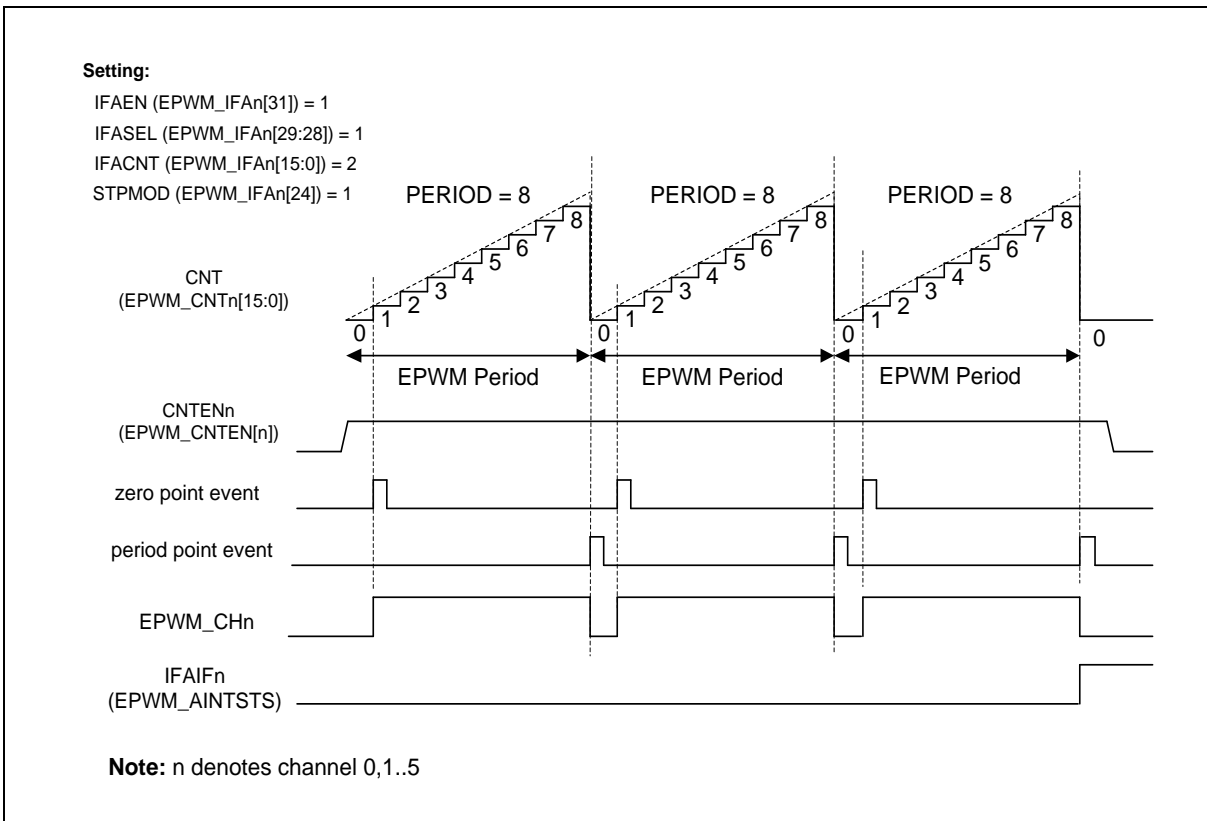 Setting:
IFAEN (EPWM_IFAn[31]) = 1
IFASEL (EPWM_IFAn[29:28]) = 1
IFACNT (EPWM_IFAn[15:0]) = 2
STPMOD (EPWM_IFAn[24]) = 1
PERIOD = 8 PERIOD = 8 PERIOD = 8
CNT
(EPWM_CNTn[15:0])
0 1 2 3 4 5 6 7 8 0 1 2 3 4 5 6 7 8 0 1 2 3 4 5 6 7 8 0
EPWM Period EPWM Period EPWM Period
CNTENn
(EPWM_CNTEN[n])
zero point event
period point event
EPWM_CHn
IFAIFn
(EPWM_AINTSTS)
Note: n denotes channel 0,1..5